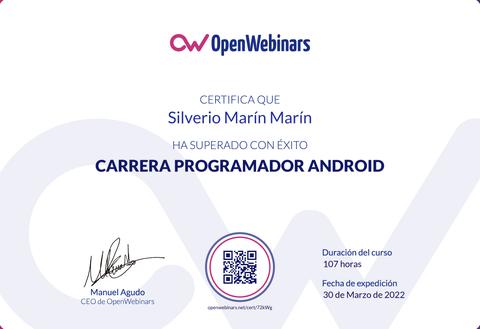 OpenWebinars
CERTIFICA QUE
Silverio Marín Marín
HA SUPERADO CON ÉXITO
CARRERA PROGRAMADOR ANDROID
Manuel Agudo
CEO de OpenWebinars
openwebinars.net/cert/72kWg
Duración del curso
107 horas
Fecha de expedición
30 de Marzo de 2022